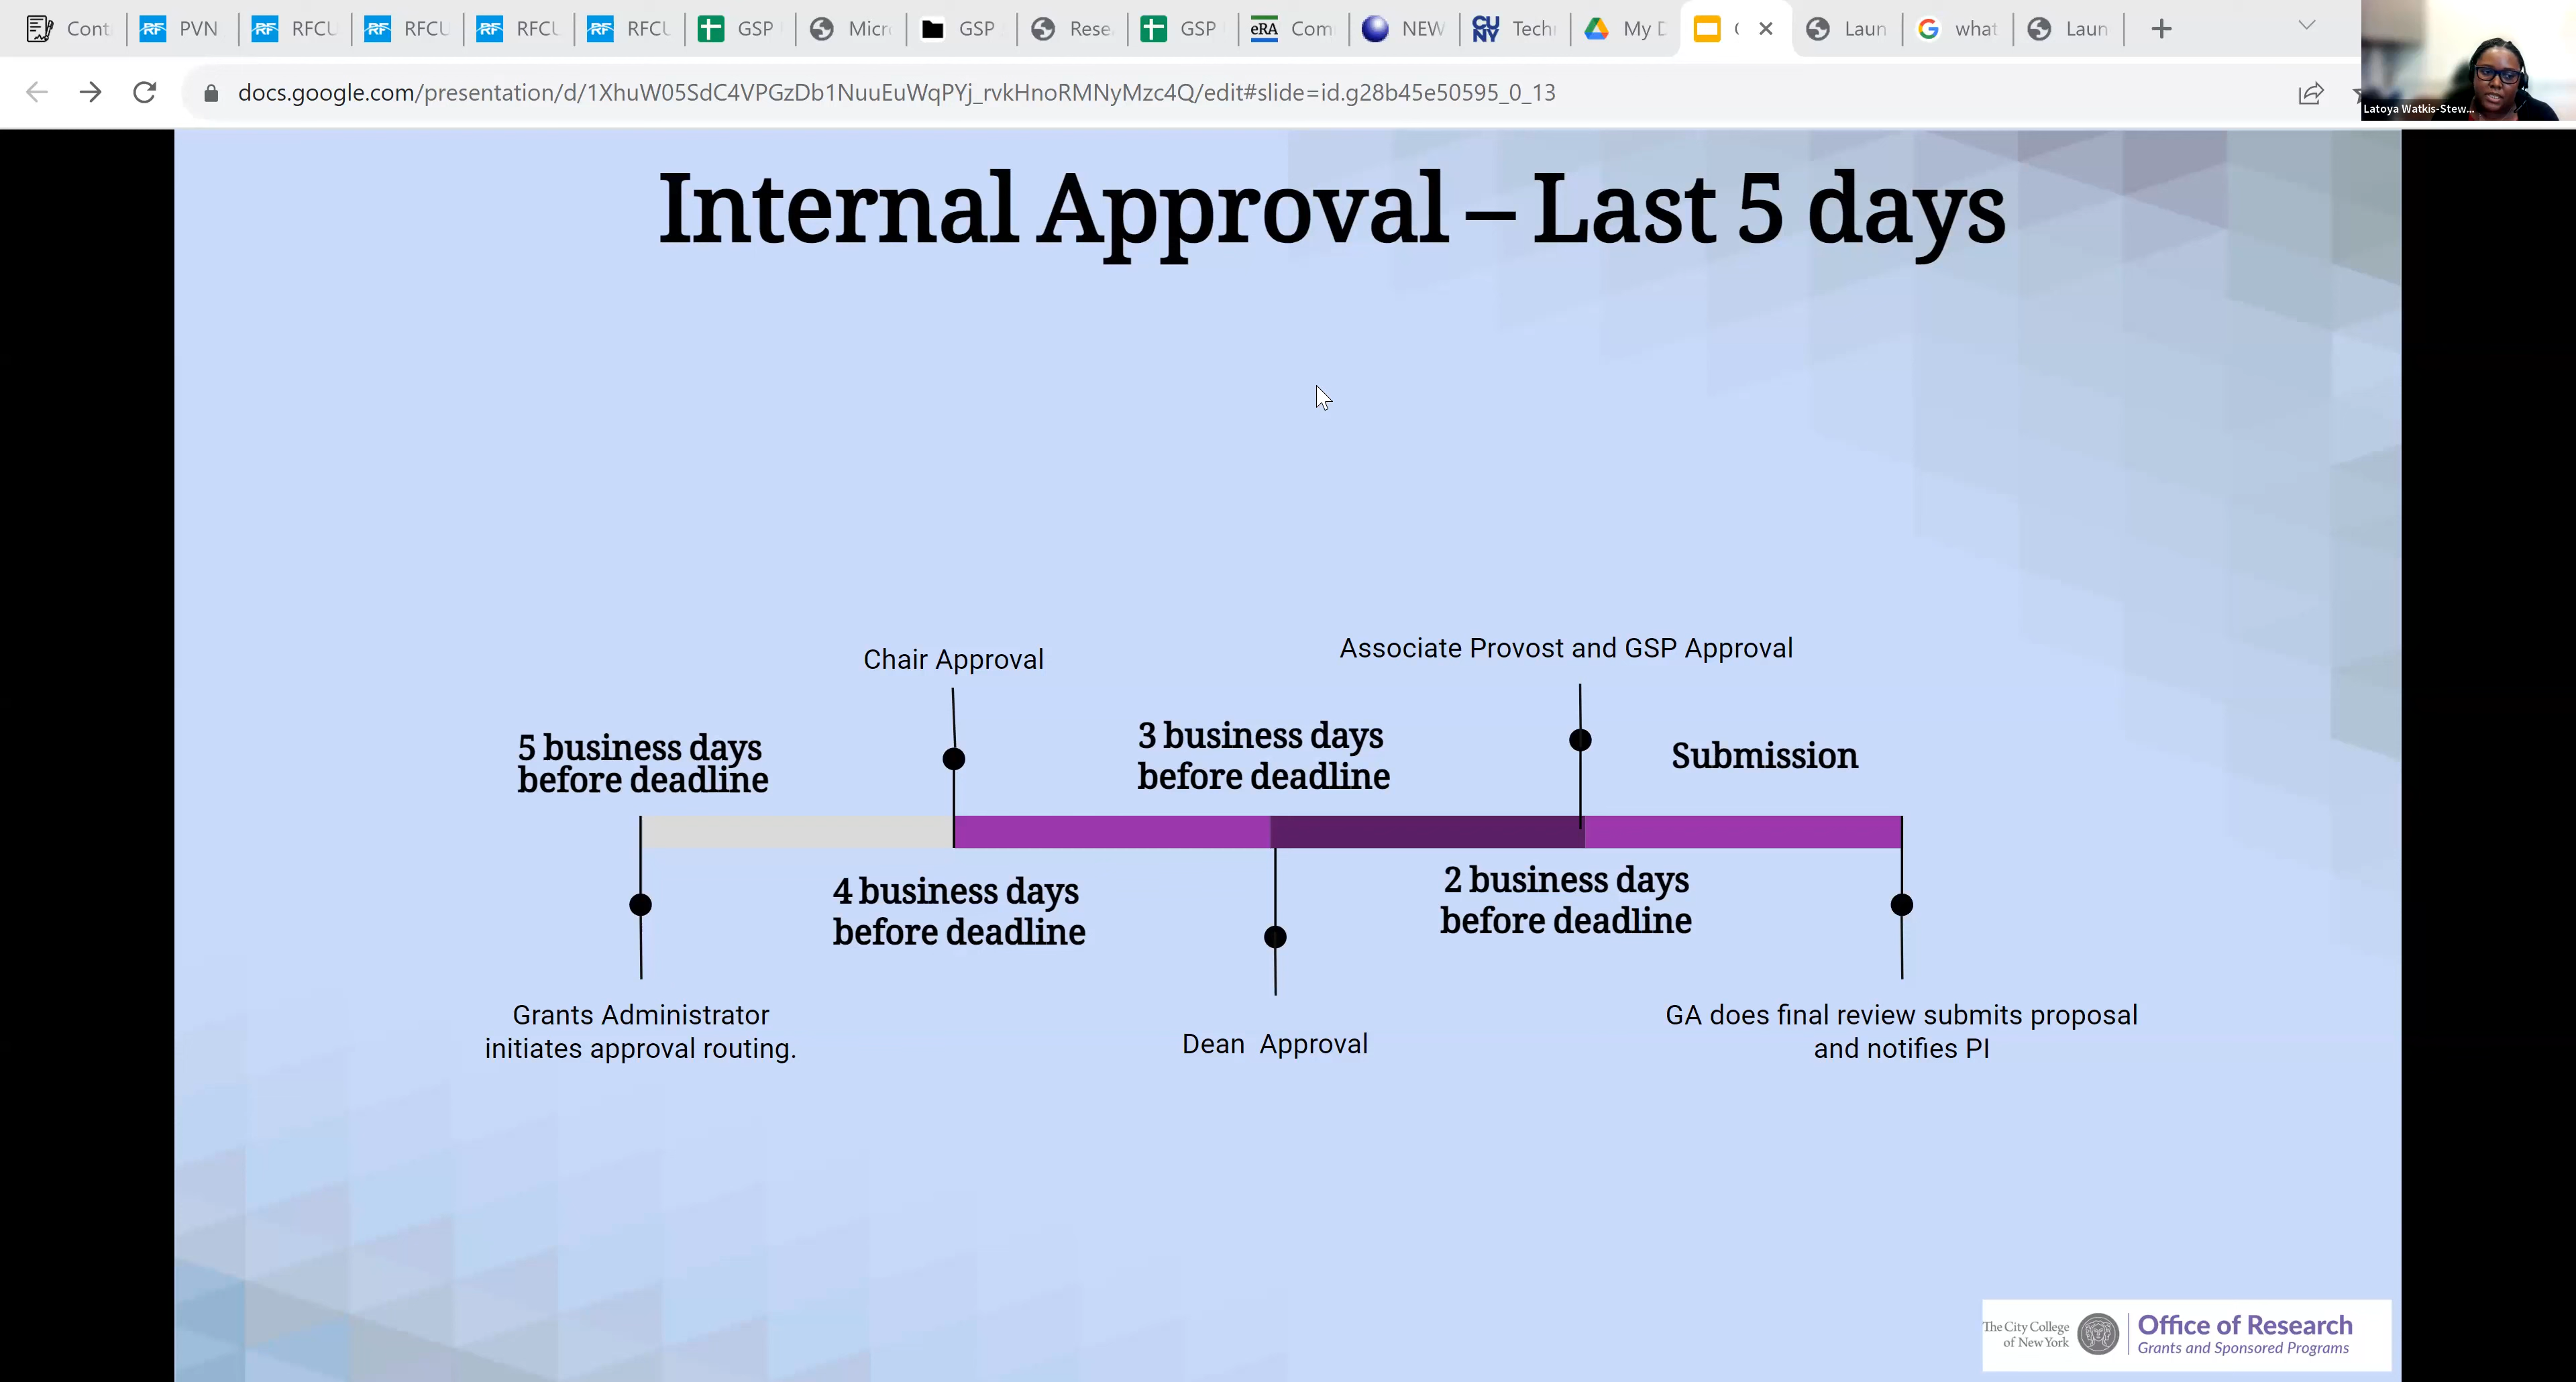 Cont
PVN
RFCU
RFCU
RFCU
RFCU
GSP
Micro
GSP
Rese
GSP
eRA
Com
NEW
CU
NY
Tech
My D
what
Laun
Laun
docs.google.com/presentation/d/1XhuW05SdC4VPGzDb1NuuEuWqPYj_rvkHnoRMNyMzc4Q/edit#slide=id.g28b45e50595_0_13
Latoya Watkis-Stew...
Internal Approval – Last 5 days
Chair Approval
Associate Provost and GSP Approval
5 business days
before deadline
3 business days
before deadline
Submission
4 business days
before deadline
2 business days
before deadline
Grants Administrator
initiates approval routing.
Dean Approval
GA does final review submits proposal
and notifies PI
The City College
of New York
Office of Research
Grants and Sponsored Programs